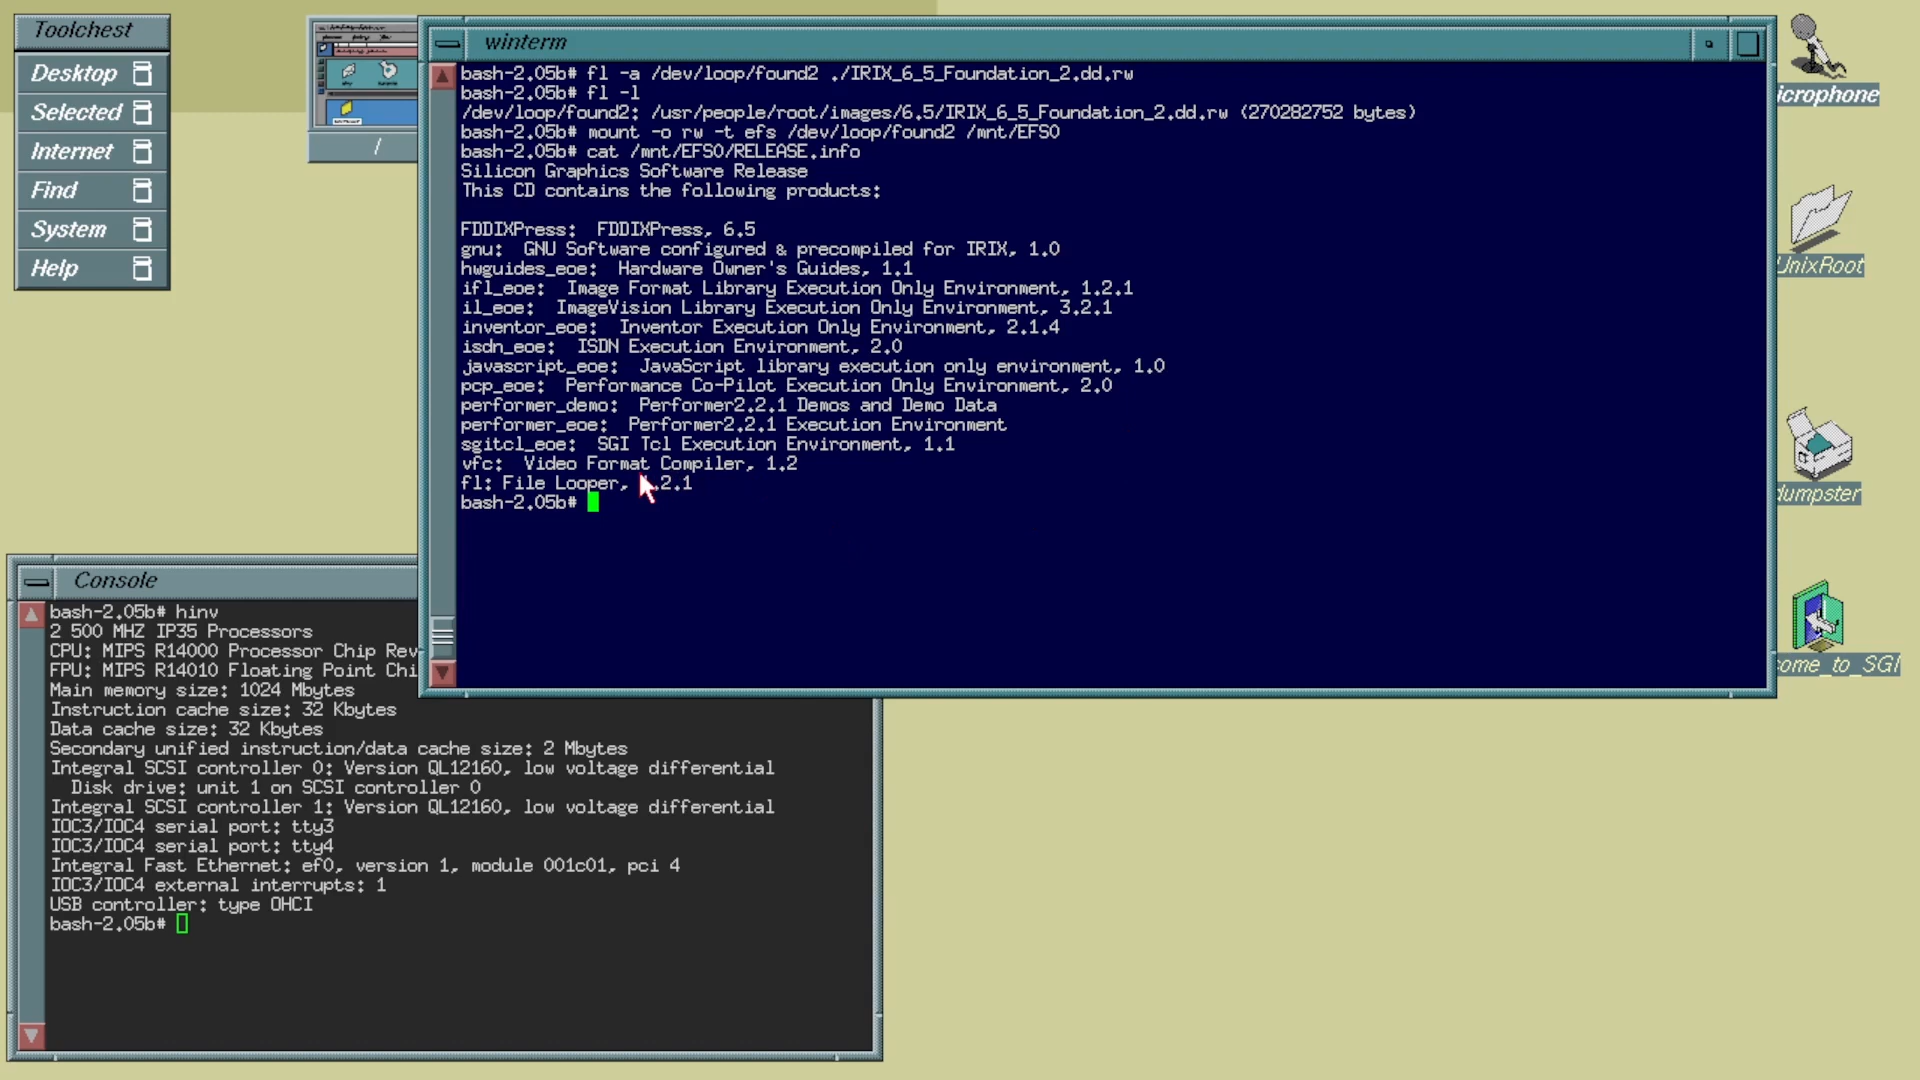 Toolchest
Desktop
Selected
Internet
Find
System
Help
/
winterm
bash-2.05b# fl -a /dev/loop/found2 ./IRIX_6_5_Foundation_2.dd.rw
bash-2.05b# fl -l
/dev/loop/found2: /usr/people/root/images/6.5/IRIX_6_5_Foundation_2.dd.rw (270282752 bytes)
bash-2.05b# mount -o rw -t efs /dev/loop/found2 /mnt/EFS0
bash-2.05b# cat /mnt/EFS0/RELEASE.info
Silicon Graphics Software Release
This CD contains the following products:
FDDIXPress:  FDDIXPress, 6.5
gnu:  GNU Software configured & precompiled for IRIX, 1.0
hwguides_eoe:  Hardware Owner's Guides, 1.1
ifl_eoe:  Image Format Library Execution Only Environment, 1.2.1
il_eoe:  ImageVision Library Execution Only Environment, 3.2.1
inventor_eoe:  Inventor Execution Only Environment, 2.1.4
isdn_eoe:  ISDN Execution Environment, 2.0
javascript_eoe:  JavaScript library execution only environment, 1.0
pcp_eoe:  Performance Co-Pilot Execution Only Environment, 2.0
performer_demo:  Performer2.2.1 Demos and Demo Data
performer_eoe:  Performer2.2.1 Execution Environment
sgitcl_eoe:  SGI Tcl Execution Environment, 1.1
vfc:  Video Format Compiler, 1.2
fl: File Looper, .2.1
bash-2.05b#
icrophone
UnixRoot
dumpster
come_to_SGI
Console
bash-2.05b# hinv
2 500 MHZ IP35 Processors
CPU: MIPS R14000 Processor Chip Rev
FPU: MIPS R14010 Floating Point Chi
Main memory size: 1024 Mbytes
Instruction cache size: 32 Kbytes
Data cache size: 32 Kbytes
Secondary unified instruction/data cache size: 2 Mbytes
Integral SCSI controller 0: Version QL12160, low voltage differential
  Disk drive: unit 1 on SCSI controller 0
Integral SCSI controller 1: Version QL12160, low voltage differential
IOC3/IOC4 serial port: tty3
IOC3/IOC4 serial port: tty4
Integral Fast Ethernet: ef0, version 1, module 001c01, pci 4
IOC3/IOC4 external interrupts: 1
USB controller: type OHCI
bash-2.05b#